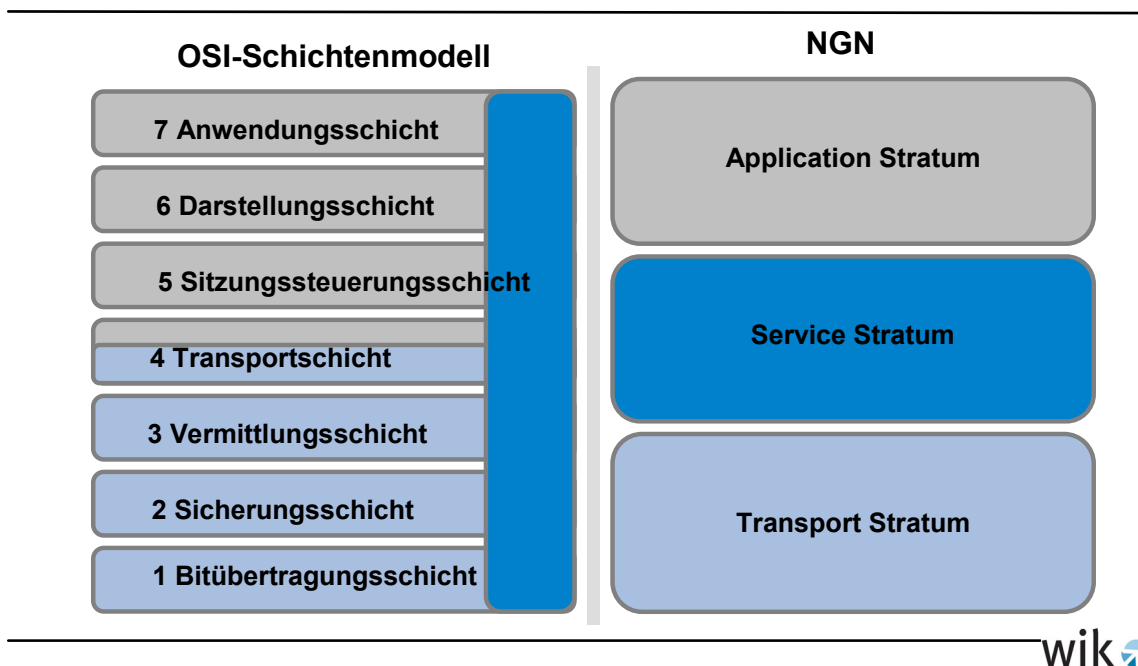 OSI-Schichtenmodell
7 Anwendungsschicht
6 Darstellungsschicht
5 Sitzungssteuerungsschicht
4 Transportschicht
3 Vermittlungsschicht
2 Sicherungsschicht
1 Bitübertragungsschicht
NGN
Application Stratum
Service Stratum
Transport Stratum
wik